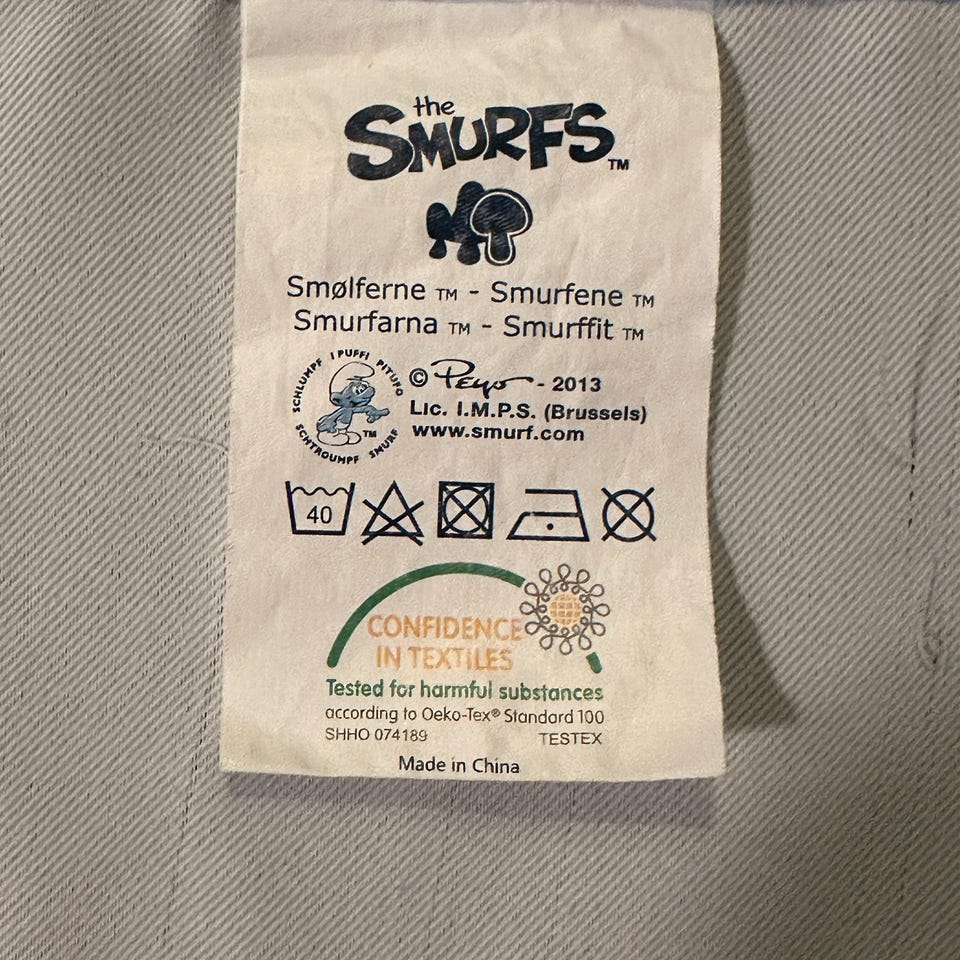 the
SMURFS TM
Smølferne TM - Smurfene TM
Smurfarna TM - Smurffit TM
SCHLUMPF I PUFFI PITUFO
SCHTROUMPF SMURF
TM
© Peyo - 2013
Lic. I.M.P.S. (Brussels)
www.smurf.com
40
CONFIDENCE
IN TEXTILES
Tested for harmful substances
according to Oeko-Tex® Standard 100
SHHO 074189 TESTEX
Made in China